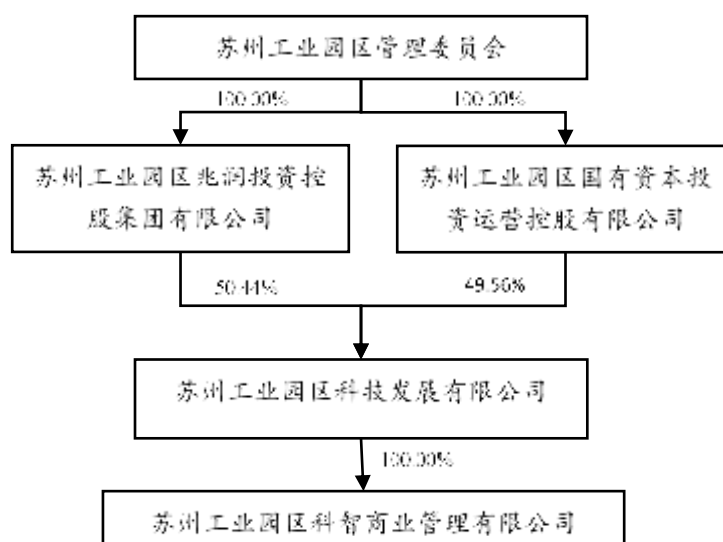 苏州工业园区管理委员会
100.00%
100.00%
苏州工业园区兆润投资控
股集团有限公司
苏州工业园区国有资本投
资运营控股有限公司
50.44%
49.56%
苏州工业园区科技发展有限公司
100.00%
苏州工业园区科智商业管理有限公司